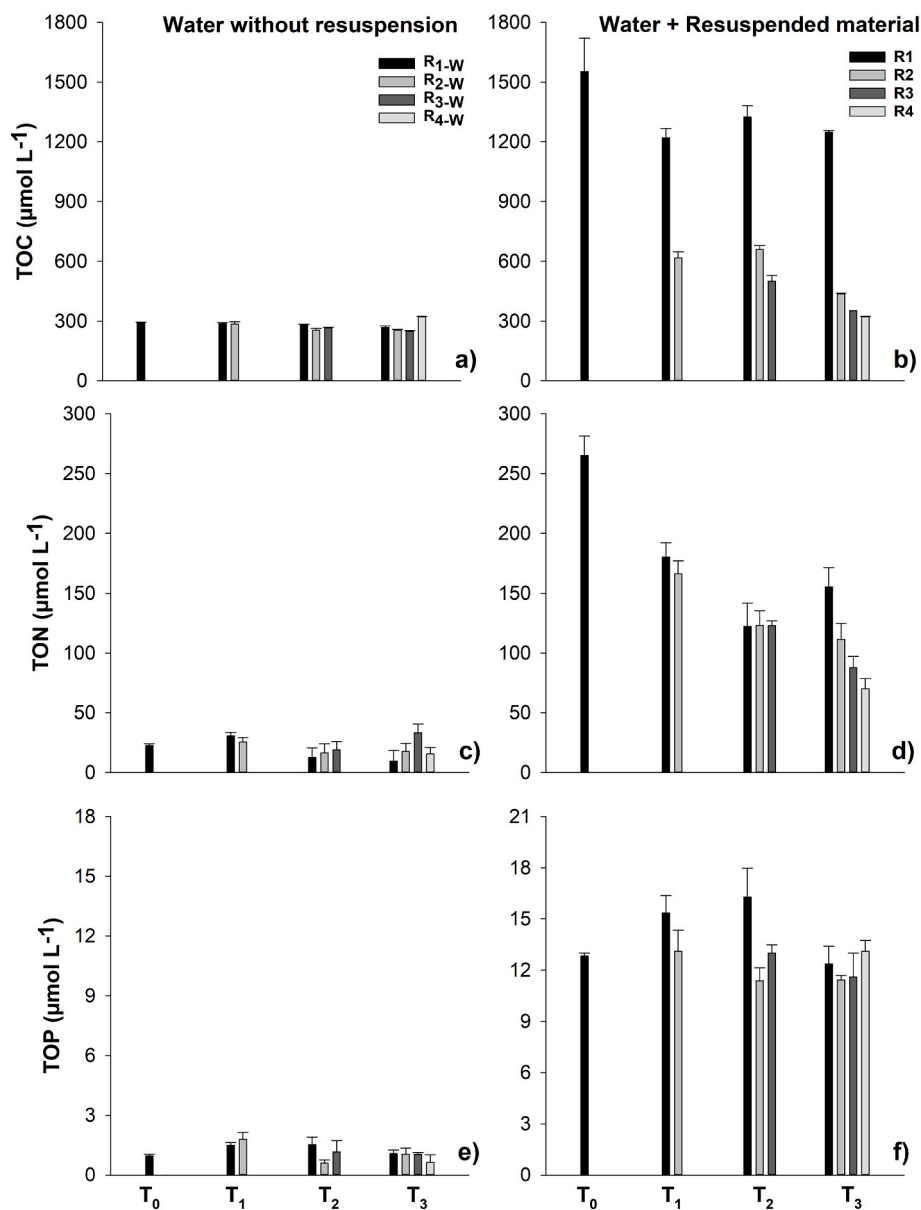 Water without resuspension
1800
1500
1200
900
600
300
0
TOC (µmol L-1)
R1-W
R2-W
R3-W
R4-W
a)
Water + Resuspended material
1800
1500
1200
900
600
300
0
R1
R2
R3
R4
b)
300
250
200
150
100
50
0
TON (µmol L-1)
c)
300
250
200
150
100
50
0
d)
18
15
12
9
6
3
0
TOP (µmol L-1)
e)
T0 T1 T2 T3
21
18
15
12
9
6
3
0
f)
T0 T1 T2 T3